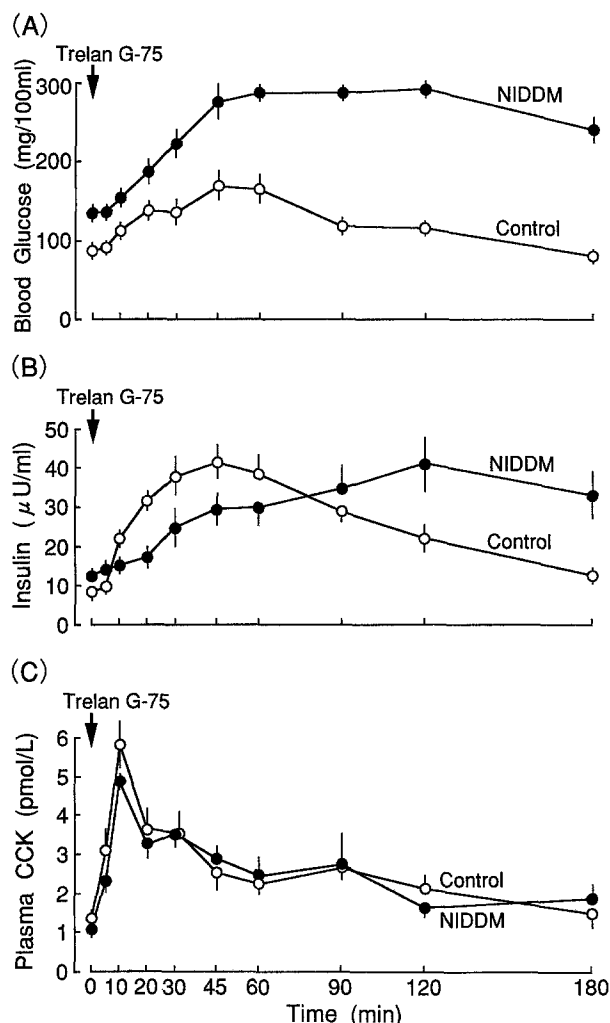 (A)
Trelan G-75
300
200
100
0
Blood Glucose (mg/100ml)
NIDDM
Control
(B)
Trelan G-75
50
40
30
20
10
0
Insulin (μU/ml)
NIDDM
Control
(C)
Trelan G-75
6
5
4
3
2
1
0
Plasma CCK (pmol/L)
Control
NIDDM
0 10 20 30 45 60 90 120 180
Time (min)